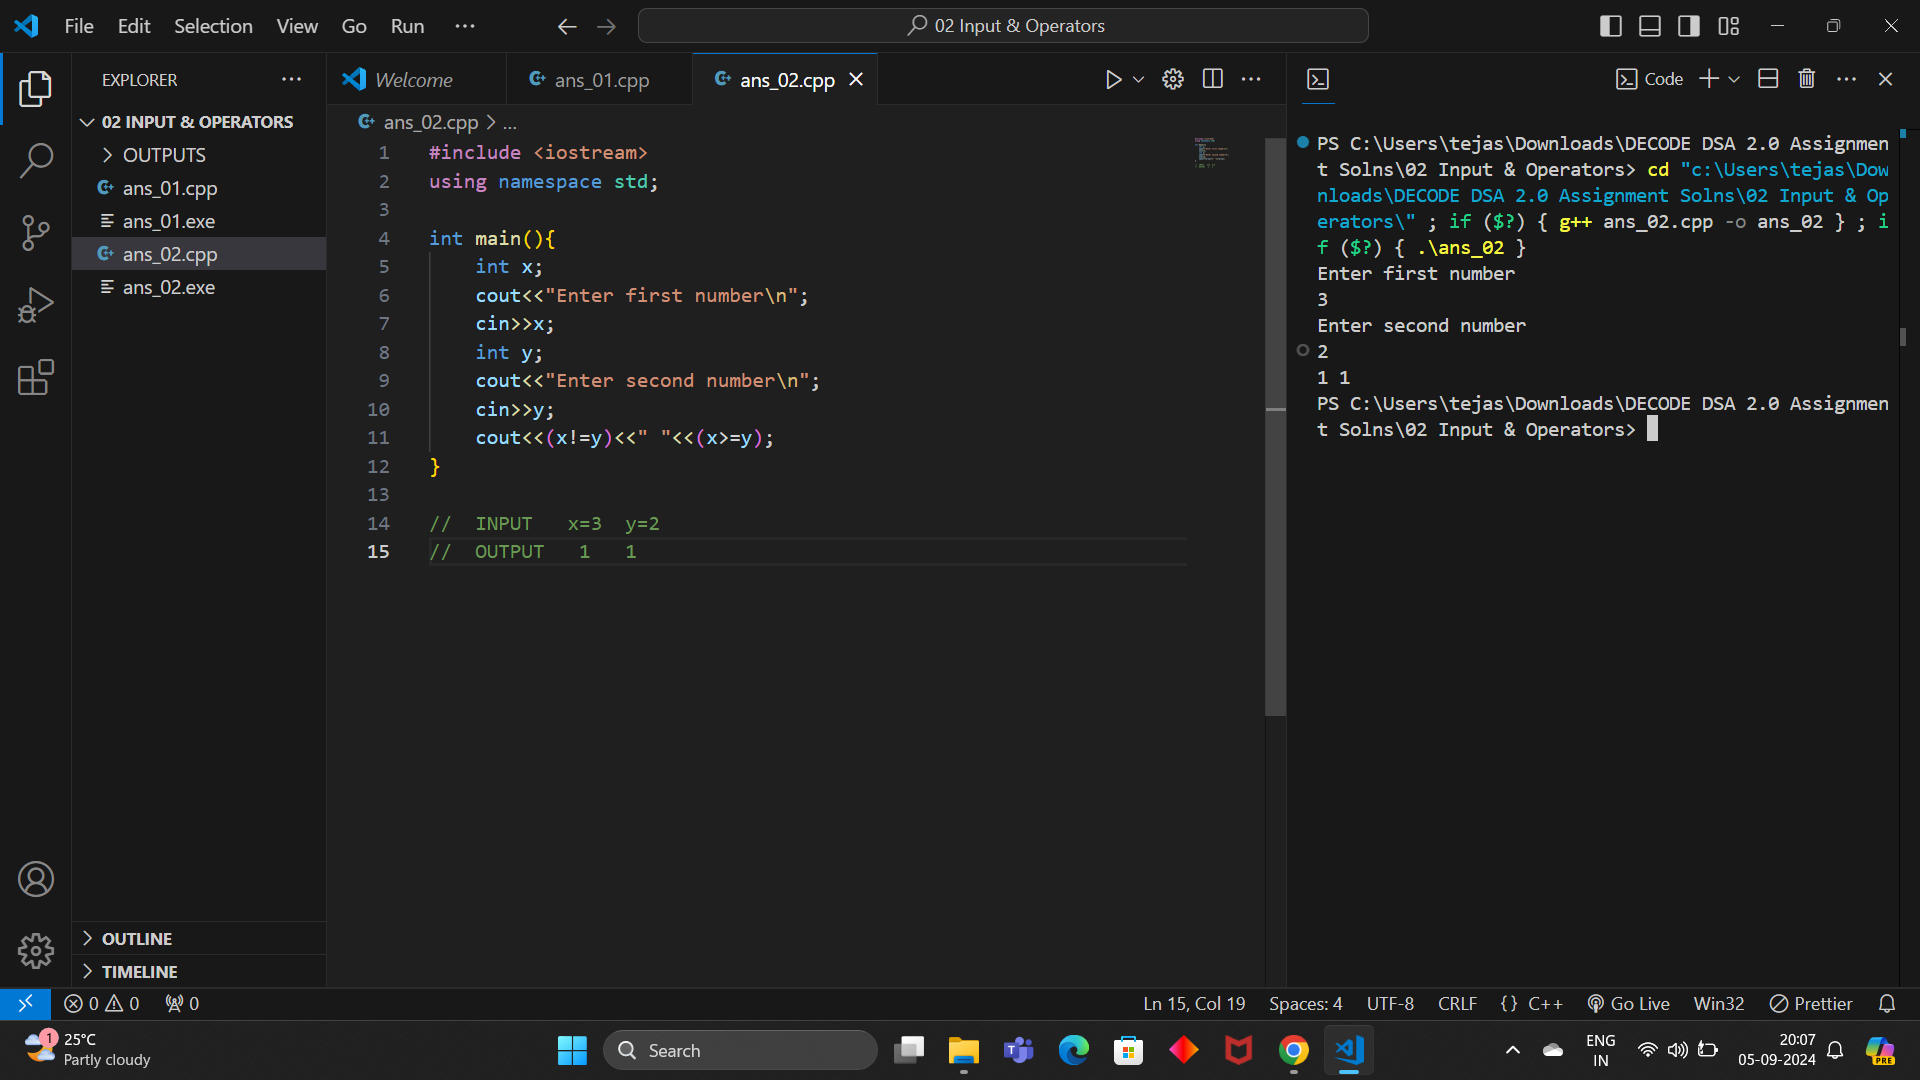 File Edit Selection View Go Run ...
02 Input & Operators
EXPLORER
02 INPUT & OPERATORS
OUTPUTS
ans_01.cpp
ans_01.exe
ans_02.cpp
ans_02.exe
OUTLINE
TIMELINE
Welcome ans_01.cpp ans_02.cpp
ans_02.cpp > ...
1 #include <iostream>
2 using namespace std;
3
4 int main(){
5 int x;
6 cout<<"Enter first number\n";
7 cin>>x;
8 int y;
9 cout<<"Enter second number\n";
10 cin>>y;
11 cout<<(x!=y)<<" "<<(x>=y);
12 }
13
14 // INPUT x=3 y=2
15 // OUTPUT 1 1
Code
PS C:\Users\tejas\Downloads\DECODE DSA 2.0 Assignmen
t Solns\02 Input & Operators> cd "c:\Users\tejas\Dow
nloads\DECODE DSA 2.0 Assignment Solns\02 Input & Op
erators\" ; if ($?) { g++ ans_02.cpp -o ans_02 } ; i
f ($?) { .\ans_02 }
Enter first number
3
Enter second number
2
1 1
PS C:\Users\tejas\Downloads\DECODE DSA 2.0 Assignmen
t Solns\02 Input & Operators>
0 0 0
Ln 15, Col 19 Spaces: 4 UTF-8 CRLF {} C++ Go Live Win32 Prettier
1
25°C
Partly cloudy
Search
ENG
IN
20:07
05-09-2024
PRE